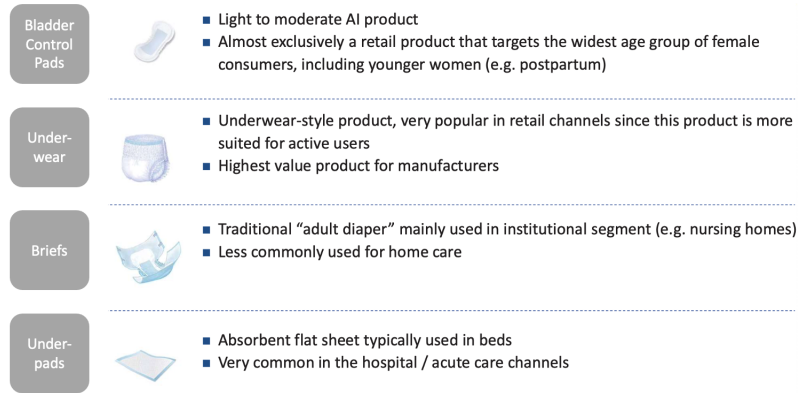 Bladder
Control
Pads
■ Light to moderate AI product
■ Almost exclusively a retail product that targets the widest age group of female
consumers, including younger women (e.g. postpartum)
Under-
wear
■ Underwear-style product, very popular in retail channels since this product is more
suited for active users
■ Highest value product for manufacturers
Briefs
■ Traditional “adult diaper” mainly used in institutional segment (e.g. nursing homes)
■ Less commonly used for home care
Under-
pads
■ Absorbent flat sheet typically used in beds
■ Very common in the hospital / acute care channels